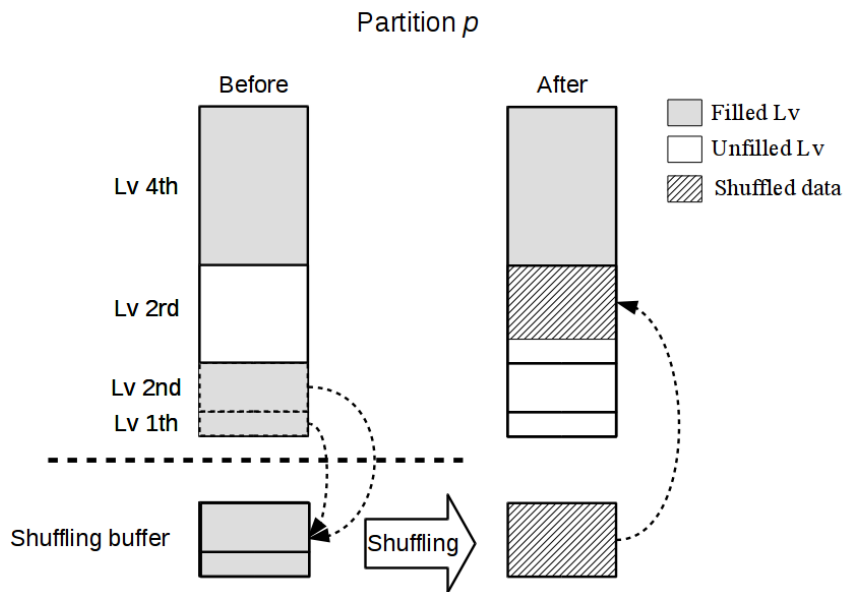 Partition p
Before
After
Filled Lv
Unfilled Lv
Shuffled data
Lv 4th
Lv 2rd
Lv 2nd
Lv 1th
Shuffling buffer
Shuffling